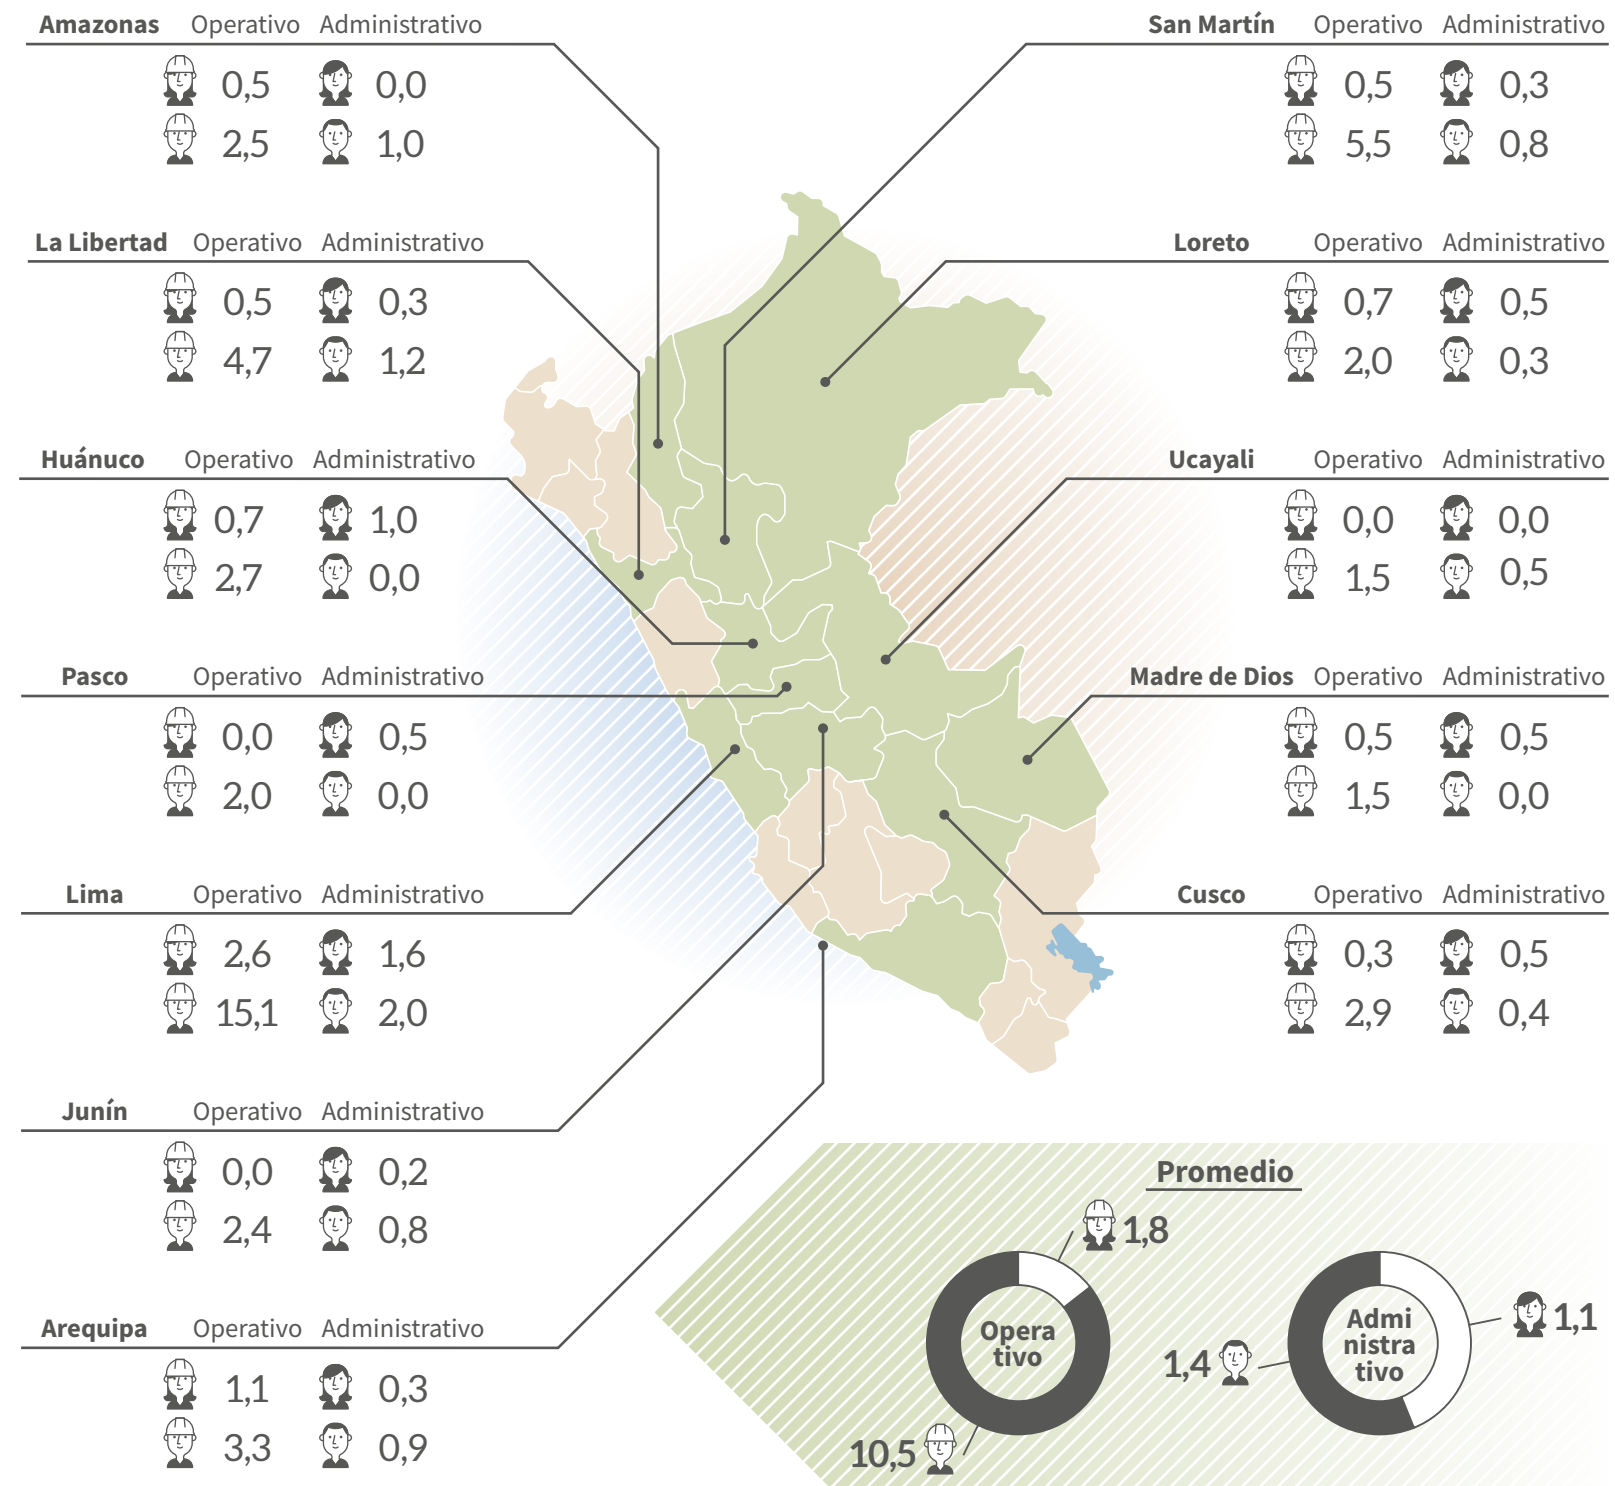 Amazonas Operativo Administrativo
0,5 0,0
2,5 1,0
La Libertad Operativo Administrativo
0,5 0,3
4,7 1,2
Huánuco Operativo Administrativo
0,7 1,0
2,7 0,0
Pasco Operativo Administrativo
0,0 0,5
2,0 0,0
Lima Operativo Administrativo
2,6 1,6
15,1 2,0
Junín Operativo Administrativo
0,0 0,2
2,4 0,8
Arequipa Operativo Administrativo
1,1 0,3
3,3 0,9
San Martín Operativo Administrativo
0,5 0,3
5,5 0,8
Loreto Operativo Administrativo
0,7 0,5
2,0 0,3
Ucayali Operativo Administrativo
0,0 0,0
1,5 0,5
Madre de Dios Operativo Administrativo
0,5 0,5
1,5 0,0
Cusco Operativo Administrativo
0,3 0,5
2,9 0,4
Promedio
1,8
Opera
tivo
10,5
1,1
Admi
nistra
tivo
1,4